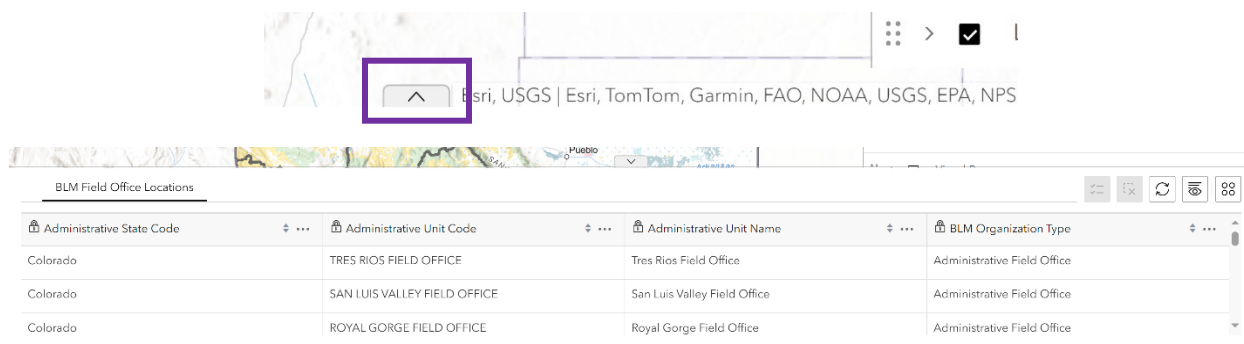 Esri, USGS | Esri, TomTom, Garmin, FAO, NOAA, USGS, EPA, NPS
Pueblo
BLM Field Office Locations
Administrative State Code
Administrative Unit Code
Administrative Unit Name
BLM Organization Type
Colorado
TRES RIOS FIELD OFFICE
Tres Rios Field Office
Administrative Field Office
Colorado
SAN LUIS VALLEY FIELD OFFICE
San Luis Valley Field Office
Administrative Field Office
Colorado
ROYAL GORGE FIELD OFFICE
Royal Gorge Field Office
Administrative Field Office